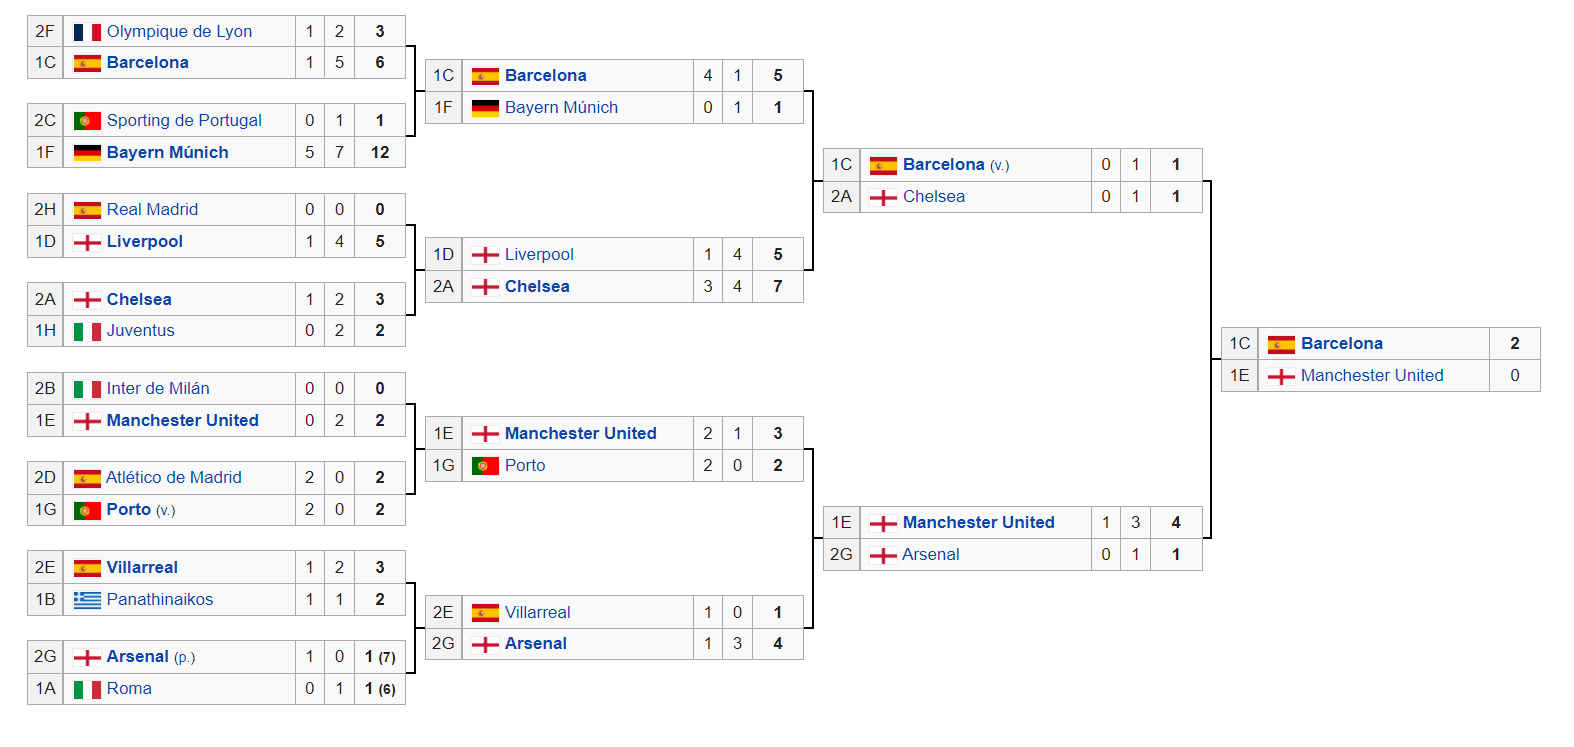 2F Olympique de Lyon 1 2 3
1C Barcelona 1 5 6
2C Sporting de Portugal 0 1 1
1F Bayern Múnich 5 7 12
2H Real Madrid 0 0 0
1D Liverpool 1 4 5
2A Chelsea 1 2 3
1H Juventus 0 2 2
2B Inter de Milán 0 0 0
1E Manchester United 0 2 2
2D Atlético de Madrid 2 0 2
1G Porto (v.) 2 0 2
2E Villarreal 1 2 3
1B Panathinaikos 1 1 2
2G Arsenal (p.) 1 0 1 (7)
1A Roma 0 1 1 (6)
1C Barcelona 4 1 5
1F Bayern Múnich 0 1 1
1D Liverpool 1 4 5
2A Chelsea 3 4 7
1E Manchester United 2 1 3
1G Porto 2 0 2
2E Villarreal 1 0 1
2G Arsenal 1 3 4
1C Barcelona (v.) 0 1 1
2A Chelsea 0 1 1
1E Manchester United 1 3 4
2G Arsenal 0 1 1
1C Barcelona 2
1E Manchester United 0